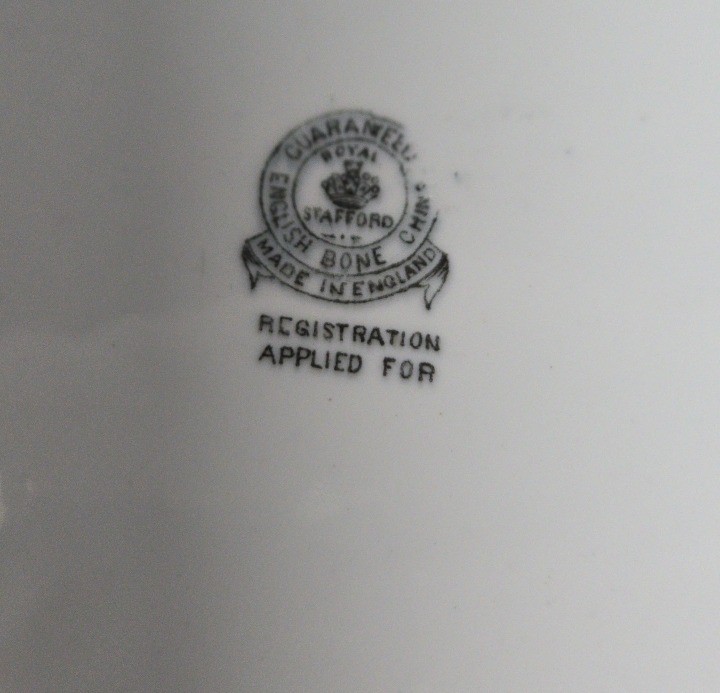 GUARANTEED
ROYAL
STAFFORD
ENGLISH BONE CHINA
MADE IN ENGLAND
REGISTRATION
APPLIED FOR